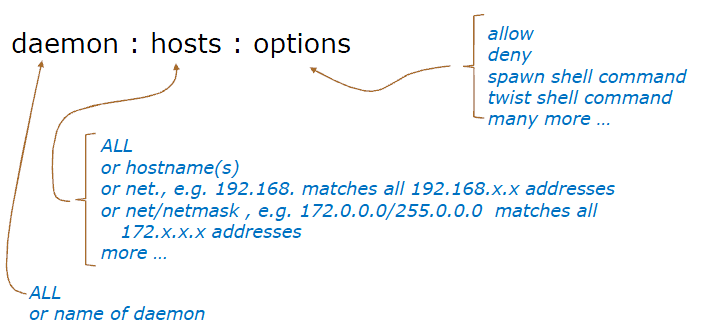 daemon : hosts : options
allow
deny
spawn shell command
twist shell command
many more …
ALL
or hostname(s)
or net., e.g. 192.168. matches all 192.168.x.x addresses
or net/netmask , e.g. 172.0.0.0/255.0.0.0 matches all
172.x.x.x addresses
more …
ALL
or name of daemon